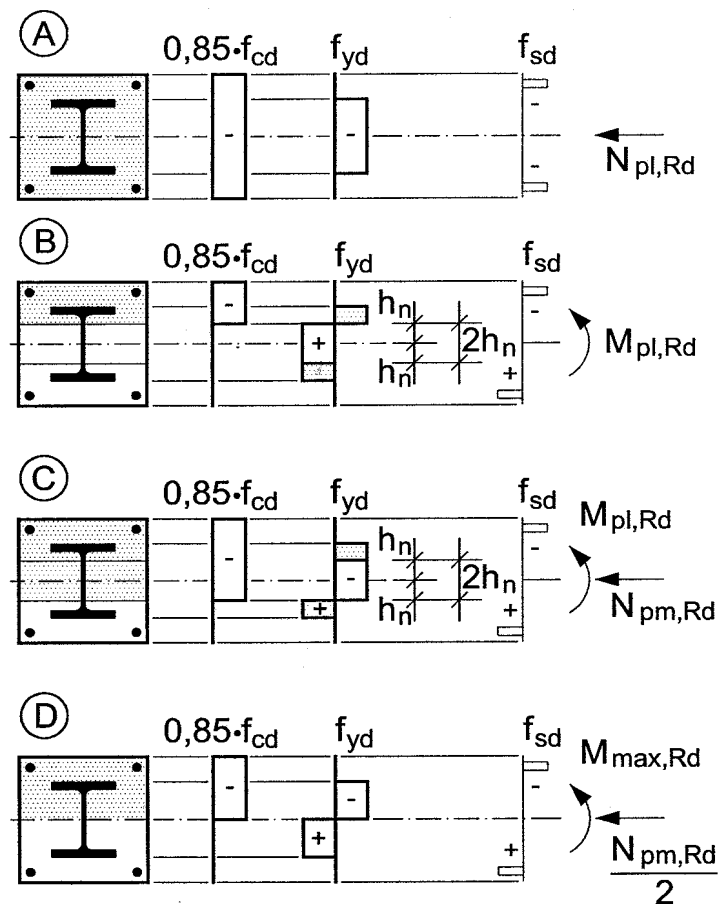 A
0,85·fcd fyd fsd
- - - -
Npl,Rd
B
0,85·fcd fyd fsd
- + hn hn 2hn - +
Mpl,Rd
C
0,85·fcd fyd fsd
- - + hn hn 2hn - +
Mpl,Rd
Npm,Rd
D
0,85·fcd fyd fsd
- - + - +
Mmax,Rd
Npm,Rd
2